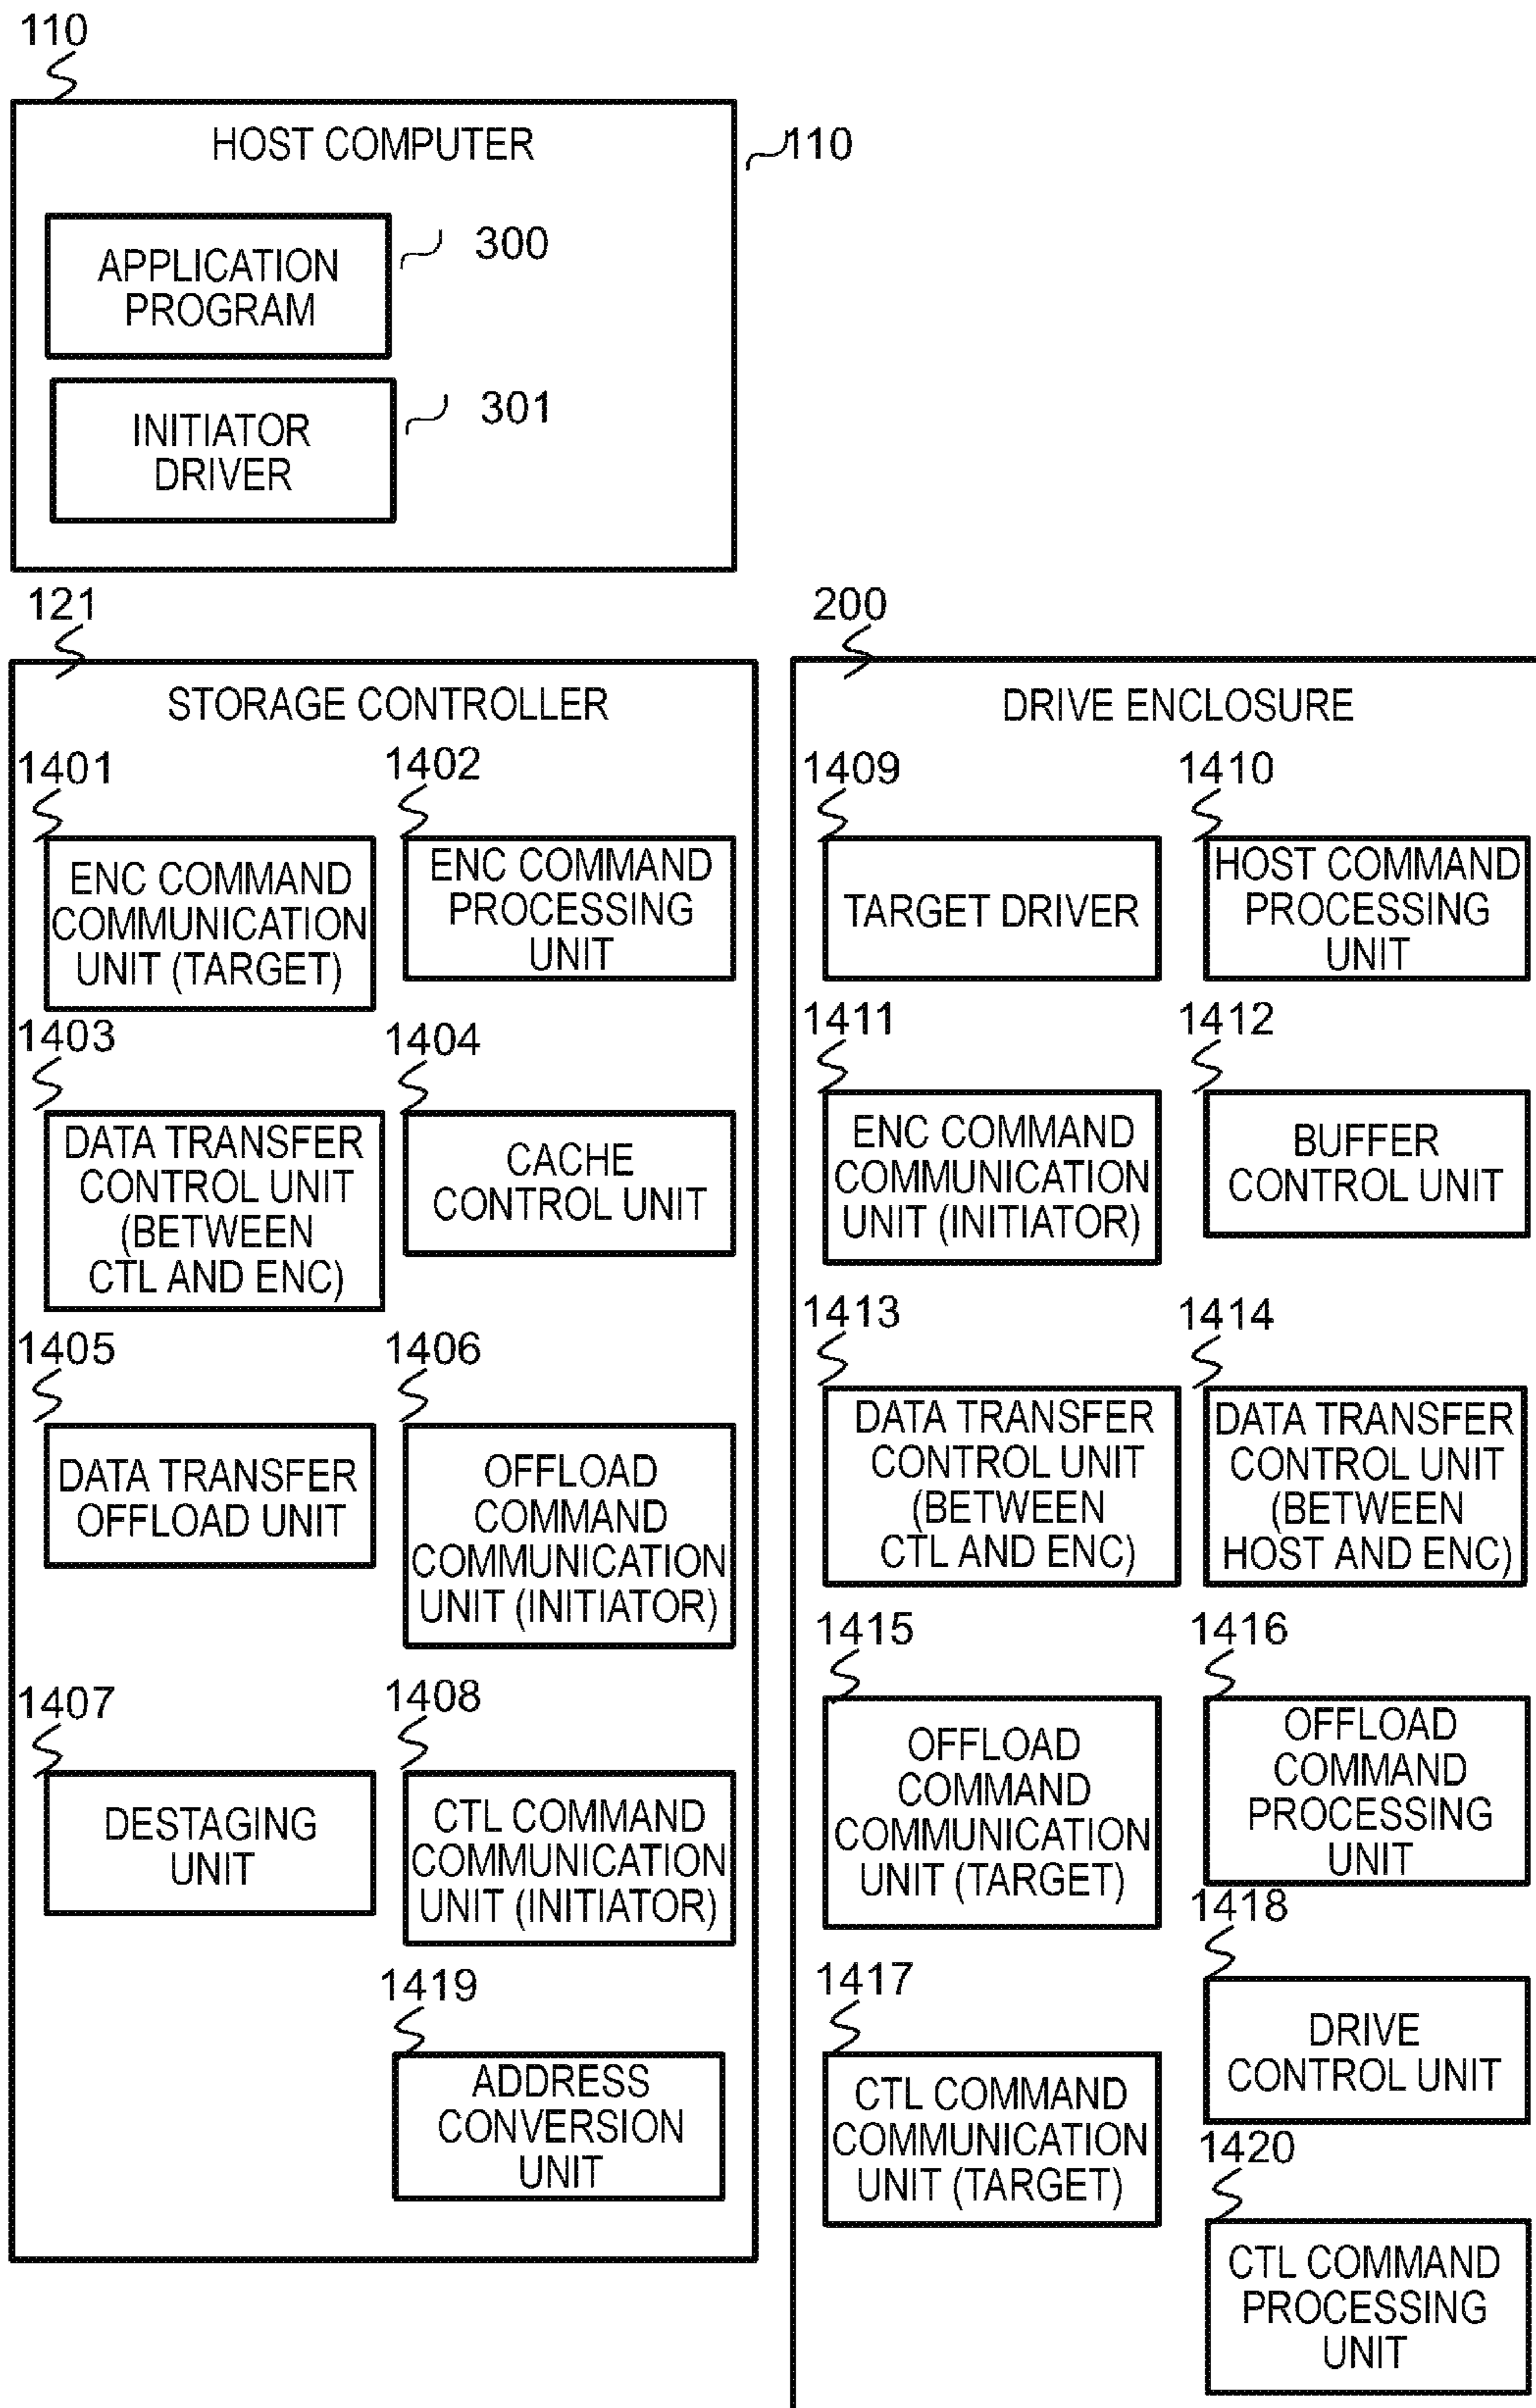 110
HOST COMPUTER
110
APPLICATION
PROGRAM
300
INITIATOR
DRIVER
301
121
STORAGE CONTROLLER
1401
ENC COMMAND
COMMUNICATION
UNIT (TARGET)
1402
ENC COMMAND
PROCESSING
UNIT
1403
DATA TRANSFER
CONTROL UNIT
(BETWEEN
CTL AND ENC)
1404
CACHE
CONTROL UNIT
1405
DATA TRANSFER
OFFLOAD UNIT
1406
OFFLOAD
COMMAND
COMMUNICATION
UNIT (INITIATOR)
1407
DESTAGING
UNIT
1408
CTL COMMAND
COMMUNICATION
UNIT (INITIATOR)
1419
ADDRESS
CONVERSION
UNIT
200
DRIVE ENCLOSURE
1409
TARGET DRIVER
1410
HOST COMMAND
PROCESSING
UNIT
1411
ENC COMMAND
COMMUNICATION
UNIT (INITIATOR)
1412
BUFFER
CONTROL UNIT
1413
DATA TRANSFER
CONTROL UNIT
(BETWEEN
CTL AND ENC)
1414
DATA TRANSFER
CONTROL UNIT
(BETWEEN
HOST AND ENC)
1415
OFFLOAD
COMMAND
COMMUNICATION
UNIT (TARGET)
1416
OFFLOAD
COMMAND
PROCESSING
UNIT
1417
CTL COMMAND
COMMUNICATION
UNIT (TARGET)
1418
DRIVE
CONTROL UNIT
1420
CTL COMMAND
PROCESSING
UNIT